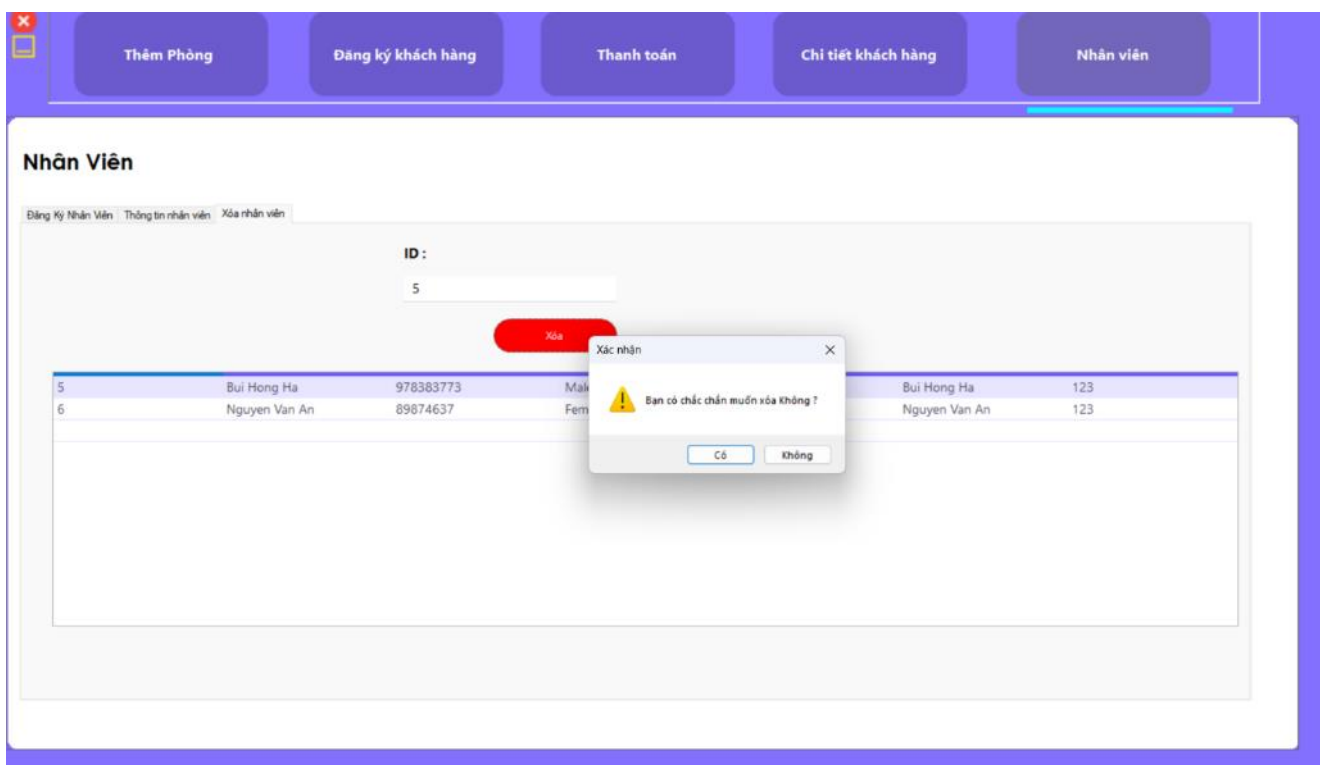 Thêm Phòng Đăng ký khách hàng Thanh toán Chi tiết khách hàng Nhân viên
Nhân Viên
Đăng Ký Nhân Viên Thông tin nhân viên Xóa nhân viên
ID :
5
Xóa
Xác nhận
Bạn có chắc chắn muốn xóa Không ?
Có Không
5 Bui Hong Ha 978383773 Male Bui Hong Ha 123
6 Nguyen Van An 89874637 Fem Nguyen Van An 123